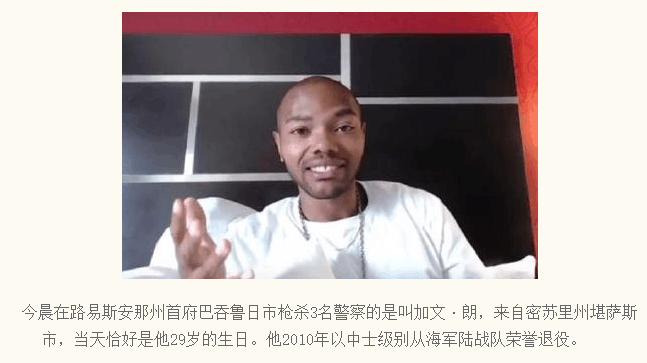 今晨在路易斯安那州首府巴吞鲁日市枪杀3名警察的是叫加文·朗，来自密苏里州堪萨斯
市，当天恰好是他29岁的生日。他2010年以中士级别从海军陆战队荣誉退役。